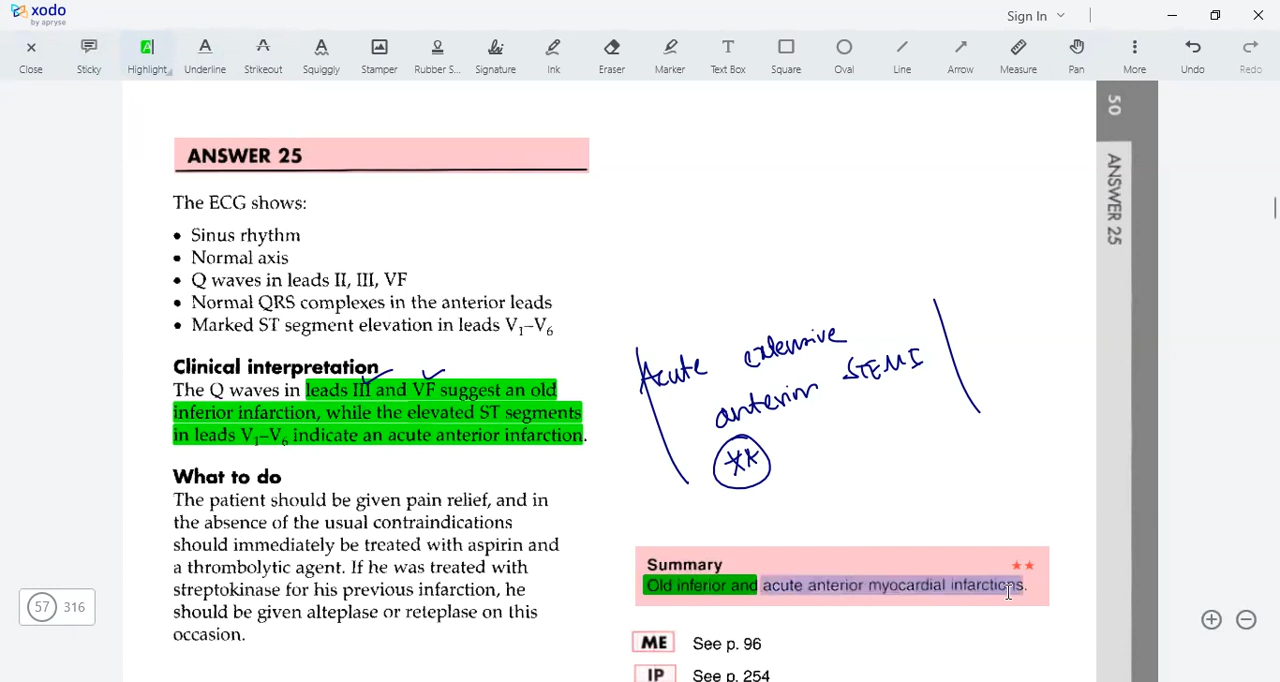 xodo
by apryse
Sign In
Close
Sticky
Highlight
Underline
Strikeout
Squiggly
Stamper
Rubber S...
Signature
Ink
Eraser
Marker
Text Box
Square
Oval
Line
Arrow
Measure
Pan
More
Undo
Redo
50
ANSWER 25
ANSWER 25
The ECG shows:
• Sinus rhythm
• Normal axis
• Q waves in leads II, III, VF
• Normal QRS complexes in the anterior leads
• Marked ST segment elevation in leads V1–V6
Clinical interpretation
The Q waves in leads III and VF suggest an old
inferior infarction, while the elevated ST segments
in leads V1–V6 indicate an acute anterior infarction.
What to do
The patient should be given pain relief, and in
the absence of the usual contraindications
should immediately be treated with aspirin and
a thrombolytic agent. If he was treated with
streptokinase for his previous infarction, he
should be given alteplase or reteplase on this
occasion.
Acute extensive
anterior STEMI
**
Summary ★★
Old inferior and acute anterior myocardial infarctions.
ME See p. 96
IP See p. 254
57 316